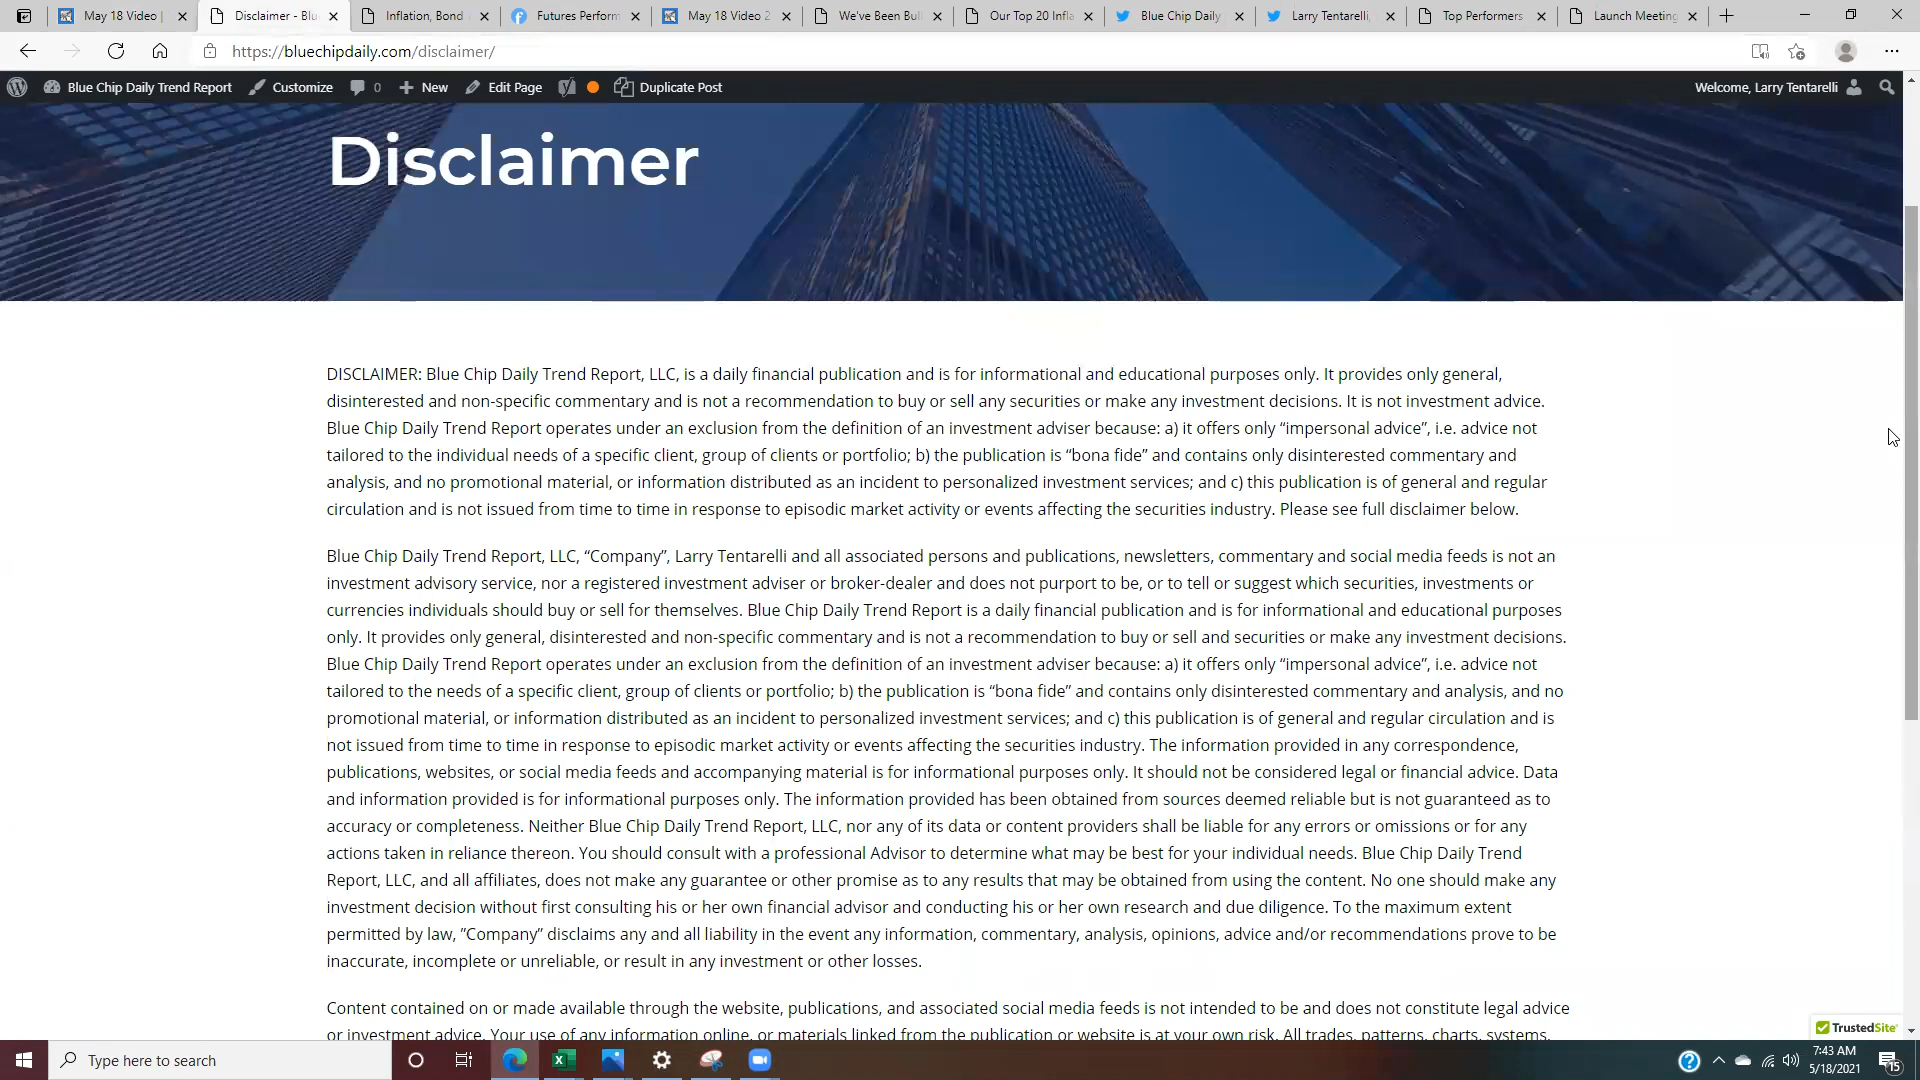 May 18 Video |
Disclaimer - Blu
Inflation, Bond
Futures Perform
May 18 Video 2
We've Been Bull
Our Top 20 Infla
Blue Chip Daily
Larry Tentarelli,
Top Performers
Launch Meeting
https://bluechipdaily.com/disclaimer/
Blue Chip Daily Trend Report Customize 0 New Edit Page Duplicate Post Welcome, Larry Tentarelli
Disclaimer
DISCLAIMER: Blue Chip Daily Trend Report, LLC, is a daily financial publication and is for informational and educational purposes only. It provides only general,
disinterested and non-specific commentary and is not a recommendation to buy or sell any securities or make any investment decisions. It is not investment advice.
Blue Chip Daily Trend Report operates under an exclusion from the definition of an investment adviser because: a) it offers only “impersonal advice”, i.e. advice not
tailored to the individual needs of a specific client, group of clients or portfolio; b) the publication is “bona fide” and contains only disinterested commentary and
analysis, and no promotional material, or information distributed as an incident to personalized investment services; and c) this publication is of general and regular
circulation and is not issued from time to time in response to episodic market activity or events affecting the securities industry. Please see full disclaimer below.
Blue Chip Daily Trend Report, LLC, “Company”, Larry Tentarelli and all associated persons and publications, newsletters, commentary and social media feeds is not an
investment advisory service, nor a registered investment adviser or broker-dealer and does not purport to be, or to tell or suggest which securities, investments or
currencies individuals should buy or sell for themselves. Blue Chip Daily Trend Report is a daily financial publication and is for informational and educational purposes
only. It provides only general, disinterested and non-specific commentary and is not a recommendation to buy or sell and securities or make any investment decisions.
Blue Chip Daily Trend Report operates under an exclusion from the definition of an investment adviser because: a) it offers only “impersonal advice”, i.e. advice not
tailored to the needs of a specific client, group of clients or portfolio; b) the publication is “bona fide” and contains only disinterested commentary and analysis, and no
promotional material, or information distributed as an incident to personalized investment services; and c) this publication is of general and regular circulation and is
not issued from time to time in response to episodic market activity or events affecting the securities industry. The information provided in any correspondence,
publications, websites, or social media feeds and accompanying material is for informational purposes only. It should not be considered legal or financial advice. Data
and information provided is for informational purposes only. The information provided has been obtained from sources deemed reliable but is not guaranteed as to
accuracy or completeness. Neither Blue Chip Daily Trend Report, LLC, nor any of its data or content providers shall be liable for any errors or omissions or for any
actions taken in reliance thereon. You should consult with a professional Advisor to determine what may be best for your individual needs. Blue Chip Daily Trend
Report, LLC, and all affiliates, does not make any guarantee or other promise as to any results that may be obtained from using the content. No one should make any
investment decision without first consulting his or her own financial advisor and conducting his or her own research and due diligence. To the maximum extent
permitted by law, ”Company” disclaims any and all liability in the event any information, commentary, analysis, opinions, advice and/or recommendations prove to be
inaccurate, incomplete or unreliable, or result in any investment or other losses.
Content contained on or made available through the website, publications, and associated social media feeds is not intended to be and does not constitute legal advice
or investment advice. Your use of any information online, or materials linked from the publication or website is at your own risk. All trades, patterns, charts, systems,
TrustedSite
Type here to search
7:43 AM
5/18/2021
15